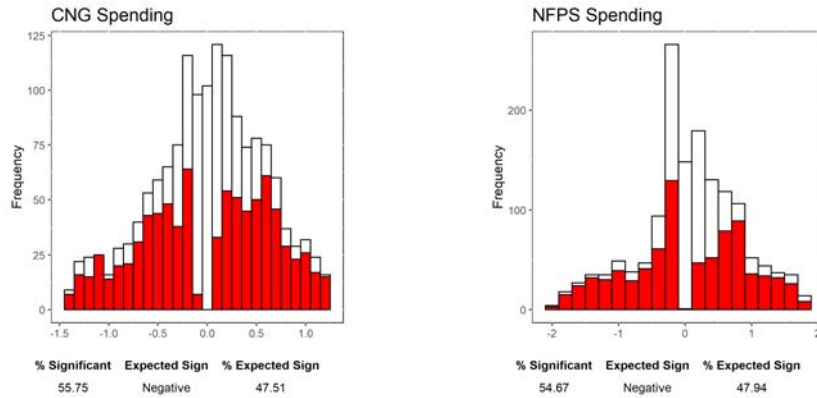 CNG Spending
NFPS Spending
125
100
75
50
25
0
Frequency
-1.5
-1.0
-0.5
0.0
0.5
1.0
200
100
0
Frequency
-2
-1
0
1
2
% Significant Expected Sign % Expected Sign
55.75 Negative 47.51
% Significant Expected Sign % Expected Sign
54.67 Negative 47.94